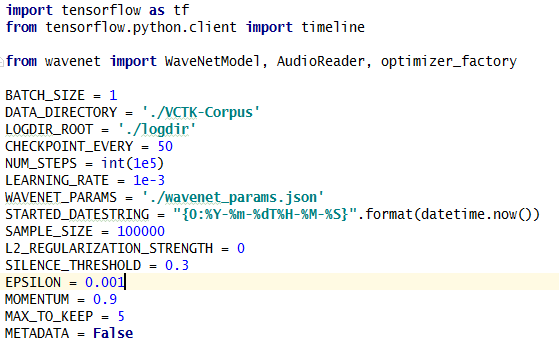 import tensorflow as tf
from tensorflow.python.client import timeline
from wavenet import WaveNetModel, AudioReader, optimizer_factory
BATCH_SIZE = 1
DATA_DIRECTORY = './VCTK-Corpus'
LOGDIR_ROOT = './logdir'
CHECKPOINT_EVERY = 50
NUM_STEPS = int(1e5)
LEARNING_RATE = 1e-3
WAVENET_PARAMS = './wavenet_params.json'
STARTED_DATESTRING = "{0:%Y-%m-%dT%H-%M-%S}".format(datetime.now())
SAMPLE_SIZE = 100000
L2_REGULARIZATION_STRENGTH = 0
SILENCE_THRESHOLD = 0.3
EPSILON = 0.001
MOMENTUM = 0.9
MAX_TO_KEEP = 5
METADATA = False